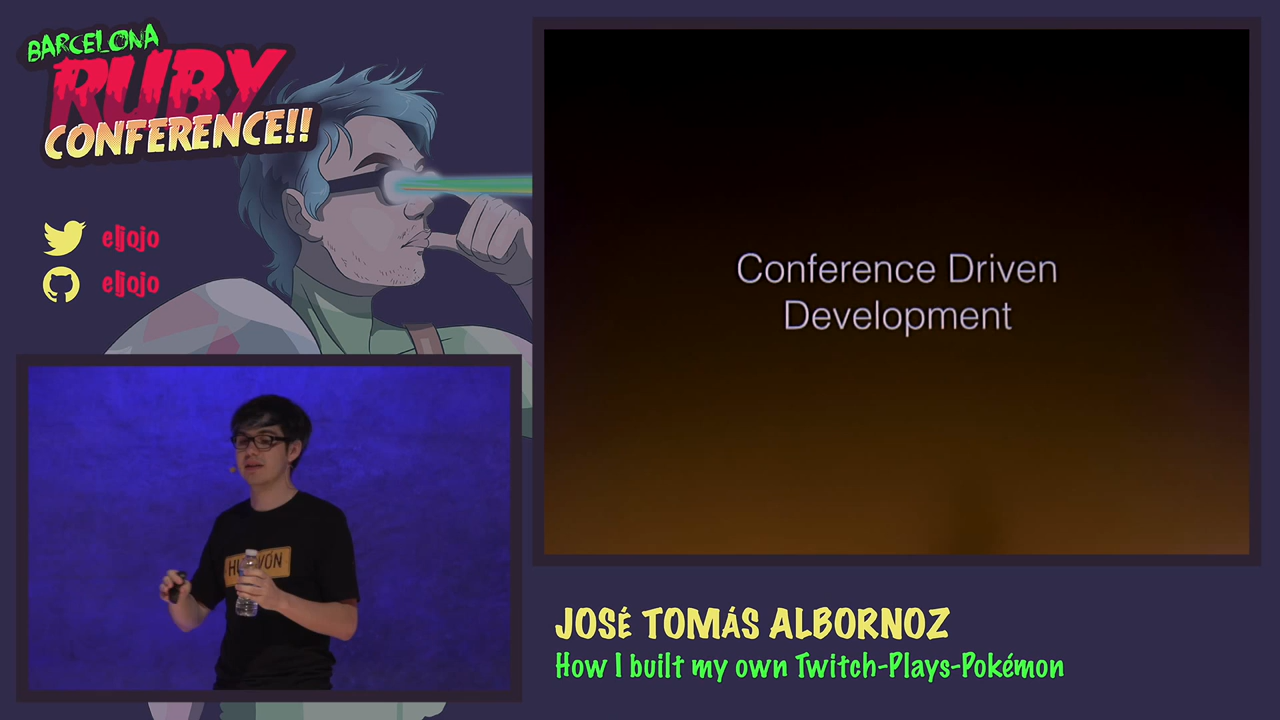 BARCELONA
RUBY
CONFERENCE!!
eljojo
eljojo
Conference Driven
Development
JOSÉ TOMÁS ALBORNOZ
How I built my own Twitch-Plays-Pokémon